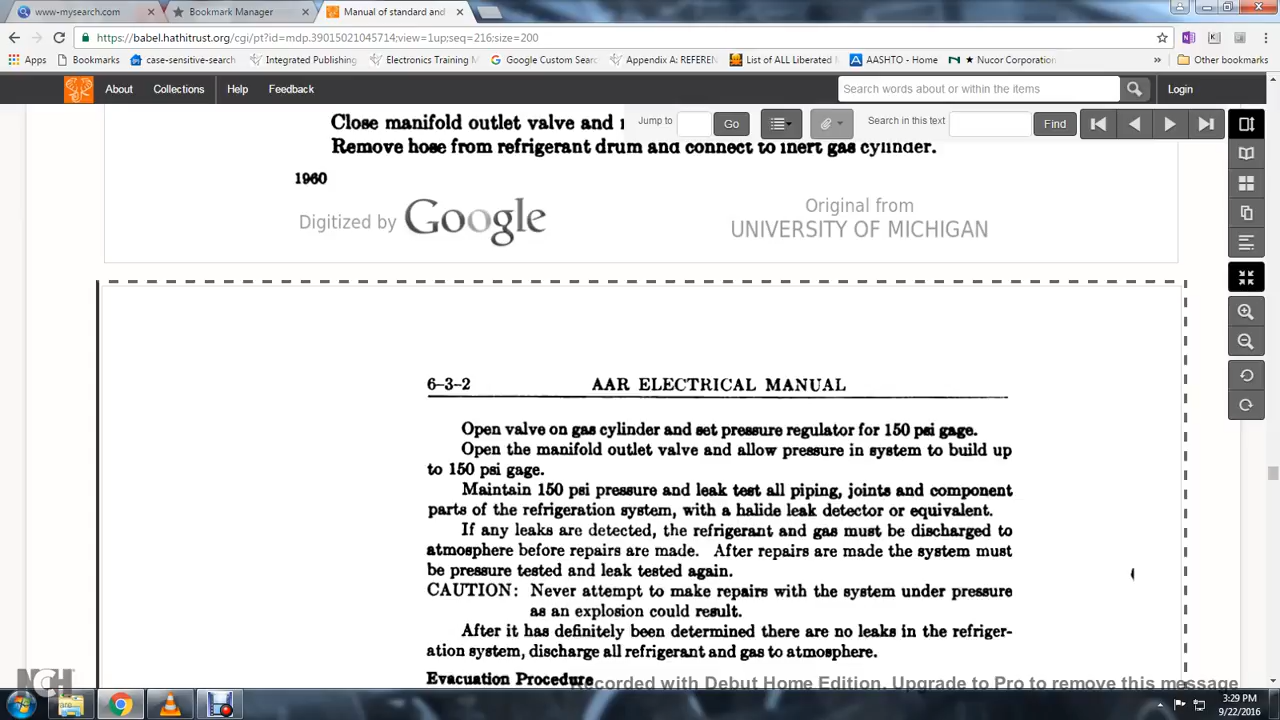 www-mysearch.com
Bookmark Manager
Manual of standard and
https://babel.hathitrust.org/cgi/pt?id=mdp.39015021045714;view=1up;seq=216;size=200
Apps
Bookmarks
case-sensitive-search
Integrated Publishing
Electronics Training
Google Custom Sear
Appendix A: REFEREN
List of ALL Liberated
AASHTO - Home
Nucor Corporation
Other bookmarks
About
Collections
Help
Feedback
Search words about or within the items
Login
Jump to
Go
Search in this text
Find
Close manifold outlet valve and
Remove hose from refrigerant drum and connect to inert gas cylinder.
1960
Digitized by Google
Original from
UNIVERSITY OF MICHIGAN
6-3-2 AAR ELECTRICAL MANUAL
Open valve on gas cylinder and set pressure regulator for 150 psi gage.
Open the manifold outlet valve and allow pressure in system to build up
to 150 psi gage.
Maintain 150 psi pressure and leak test all piping, joints and component
parts of the refrigeration system, with a halide leak detector or equivalent.
If any leaks are detected, the refrigerant and gas must be discharged to
atmosphere before repairs are made. After repairs are made the system must
be pressure tested and leak tested again.
CAUTION: Never attempt to make repairs with the system under pressure
as an explosion could result.
After it has definitely been determined there are no leaks in the refriger-
ation system, discharge all refrigerant and gas to atmosphere.
Evacuation Procedure
Recorded with Debut Home Edition. Upgrade to Pro to remove this message
NCH
3:29 PM
9/22/2016